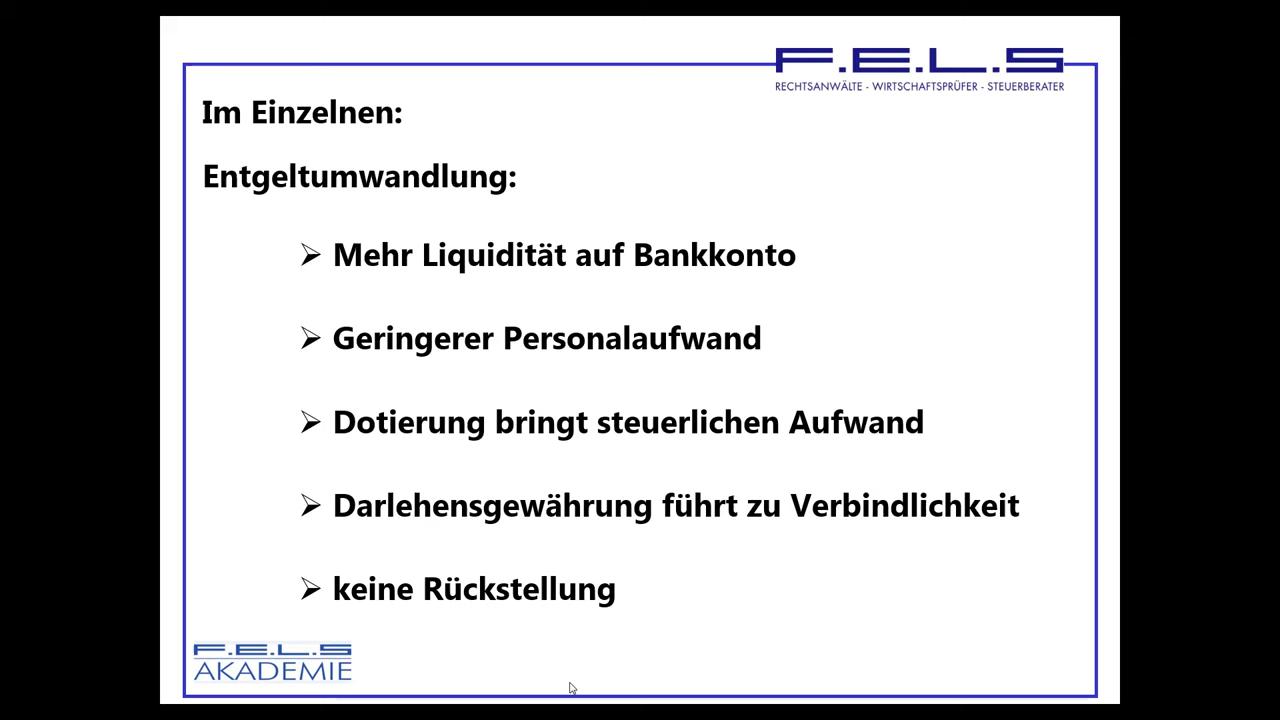 F.E.L.S
RECHTSANWÄLTE - WIRTSCHAFTSPRÜFER - STEUERBERATER
Im Einzelnen:
Entgeltumwandlung:
➢ Mehr Liquidität auf Bankkonto
➢ Geringerer Personalaufwand
➢ Dotierung bringt steuerlichen Aufwand
➢ Darlehensgewährung führt zu Verbindlichkeit
➢ keine Rückstellung
F.E.L.S
AKADEMIE